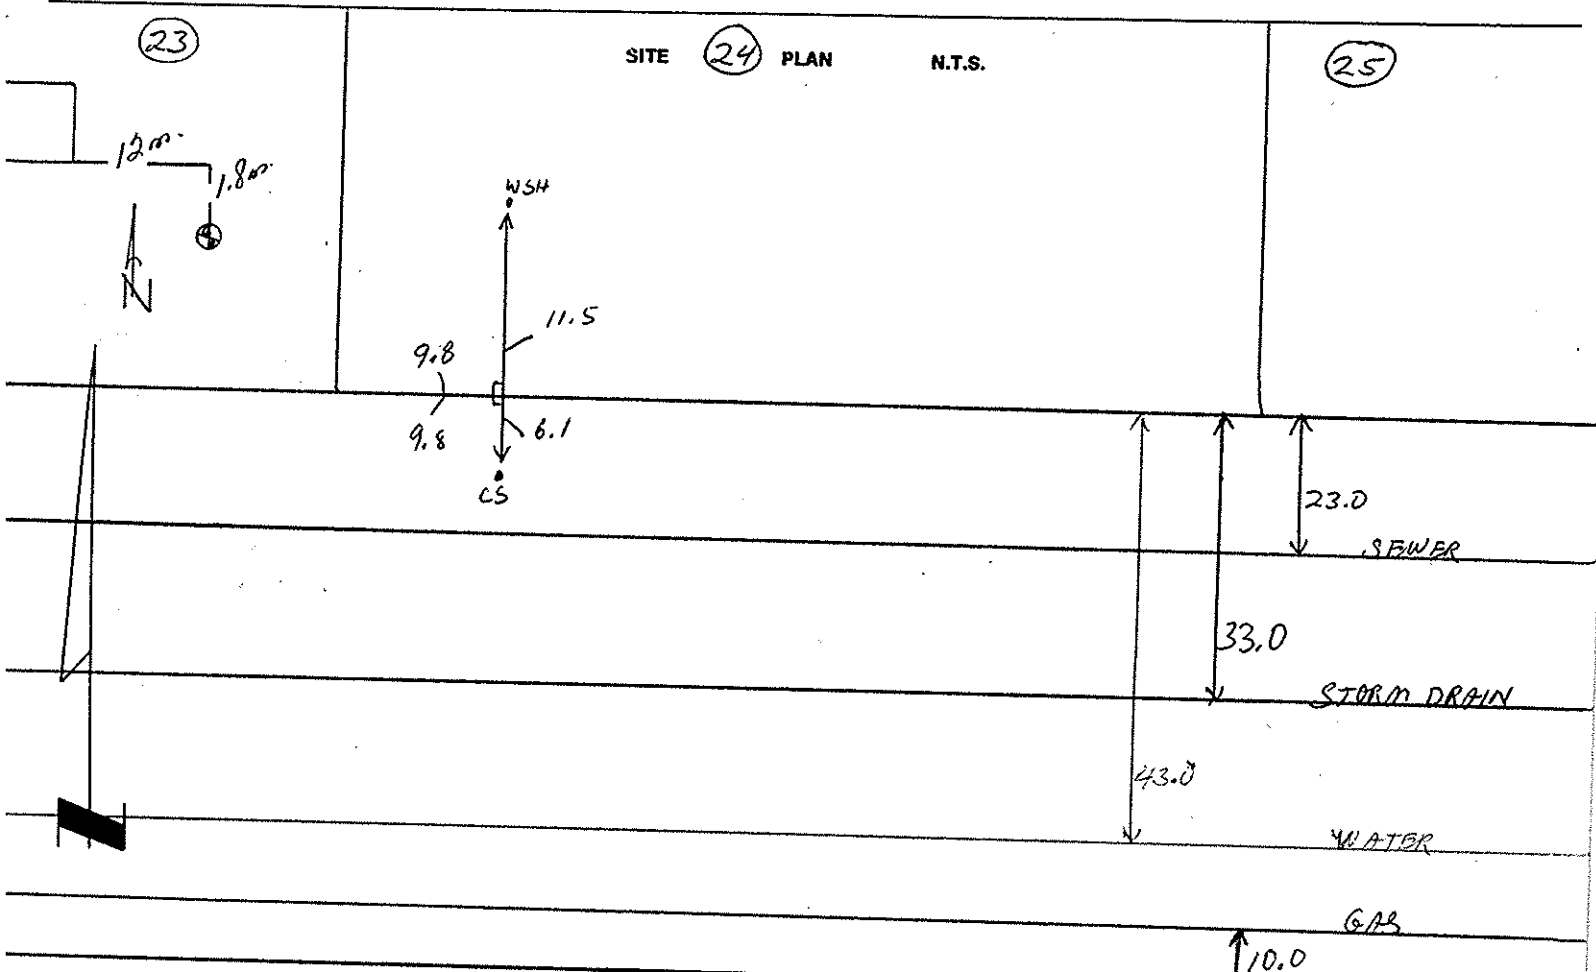 23
SITE 24 PLAN N.T.S.
25
12m.
1.8m.
WSH
N
11.5
9.8
9.8
6.1
CS
23.0
SEWER
33.0
STORM DRAIN
43.0
WATER
GAS
10.0